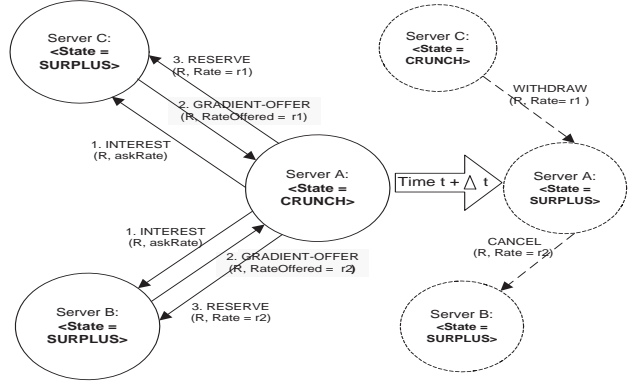 Server C:
<State =
SURPLUS>
3. RESERVE
(R, Rate = r1)
2. GRADIENT-OFFER
(R, RateOffered = r1)
1. INTEREST
(R, askRate)
Server A:
<State =
CRUNCH>
1. INTEREST
(R, askRate)
2. GRADIENT-OFFER
(R, RateOffered = r2)
3. RESERVE
(R, Rate = r2)
Server B:
<State =
SURPLUS>
Time t + Δ t
Server C:
<State =
CRUNCH>
WITHDRAW
(R, Rate= r1 )
Server A:
<State =
SURPLUS>
CANCEL
(R, Rate = r2)
Server B:
<State =
SURPLUS>